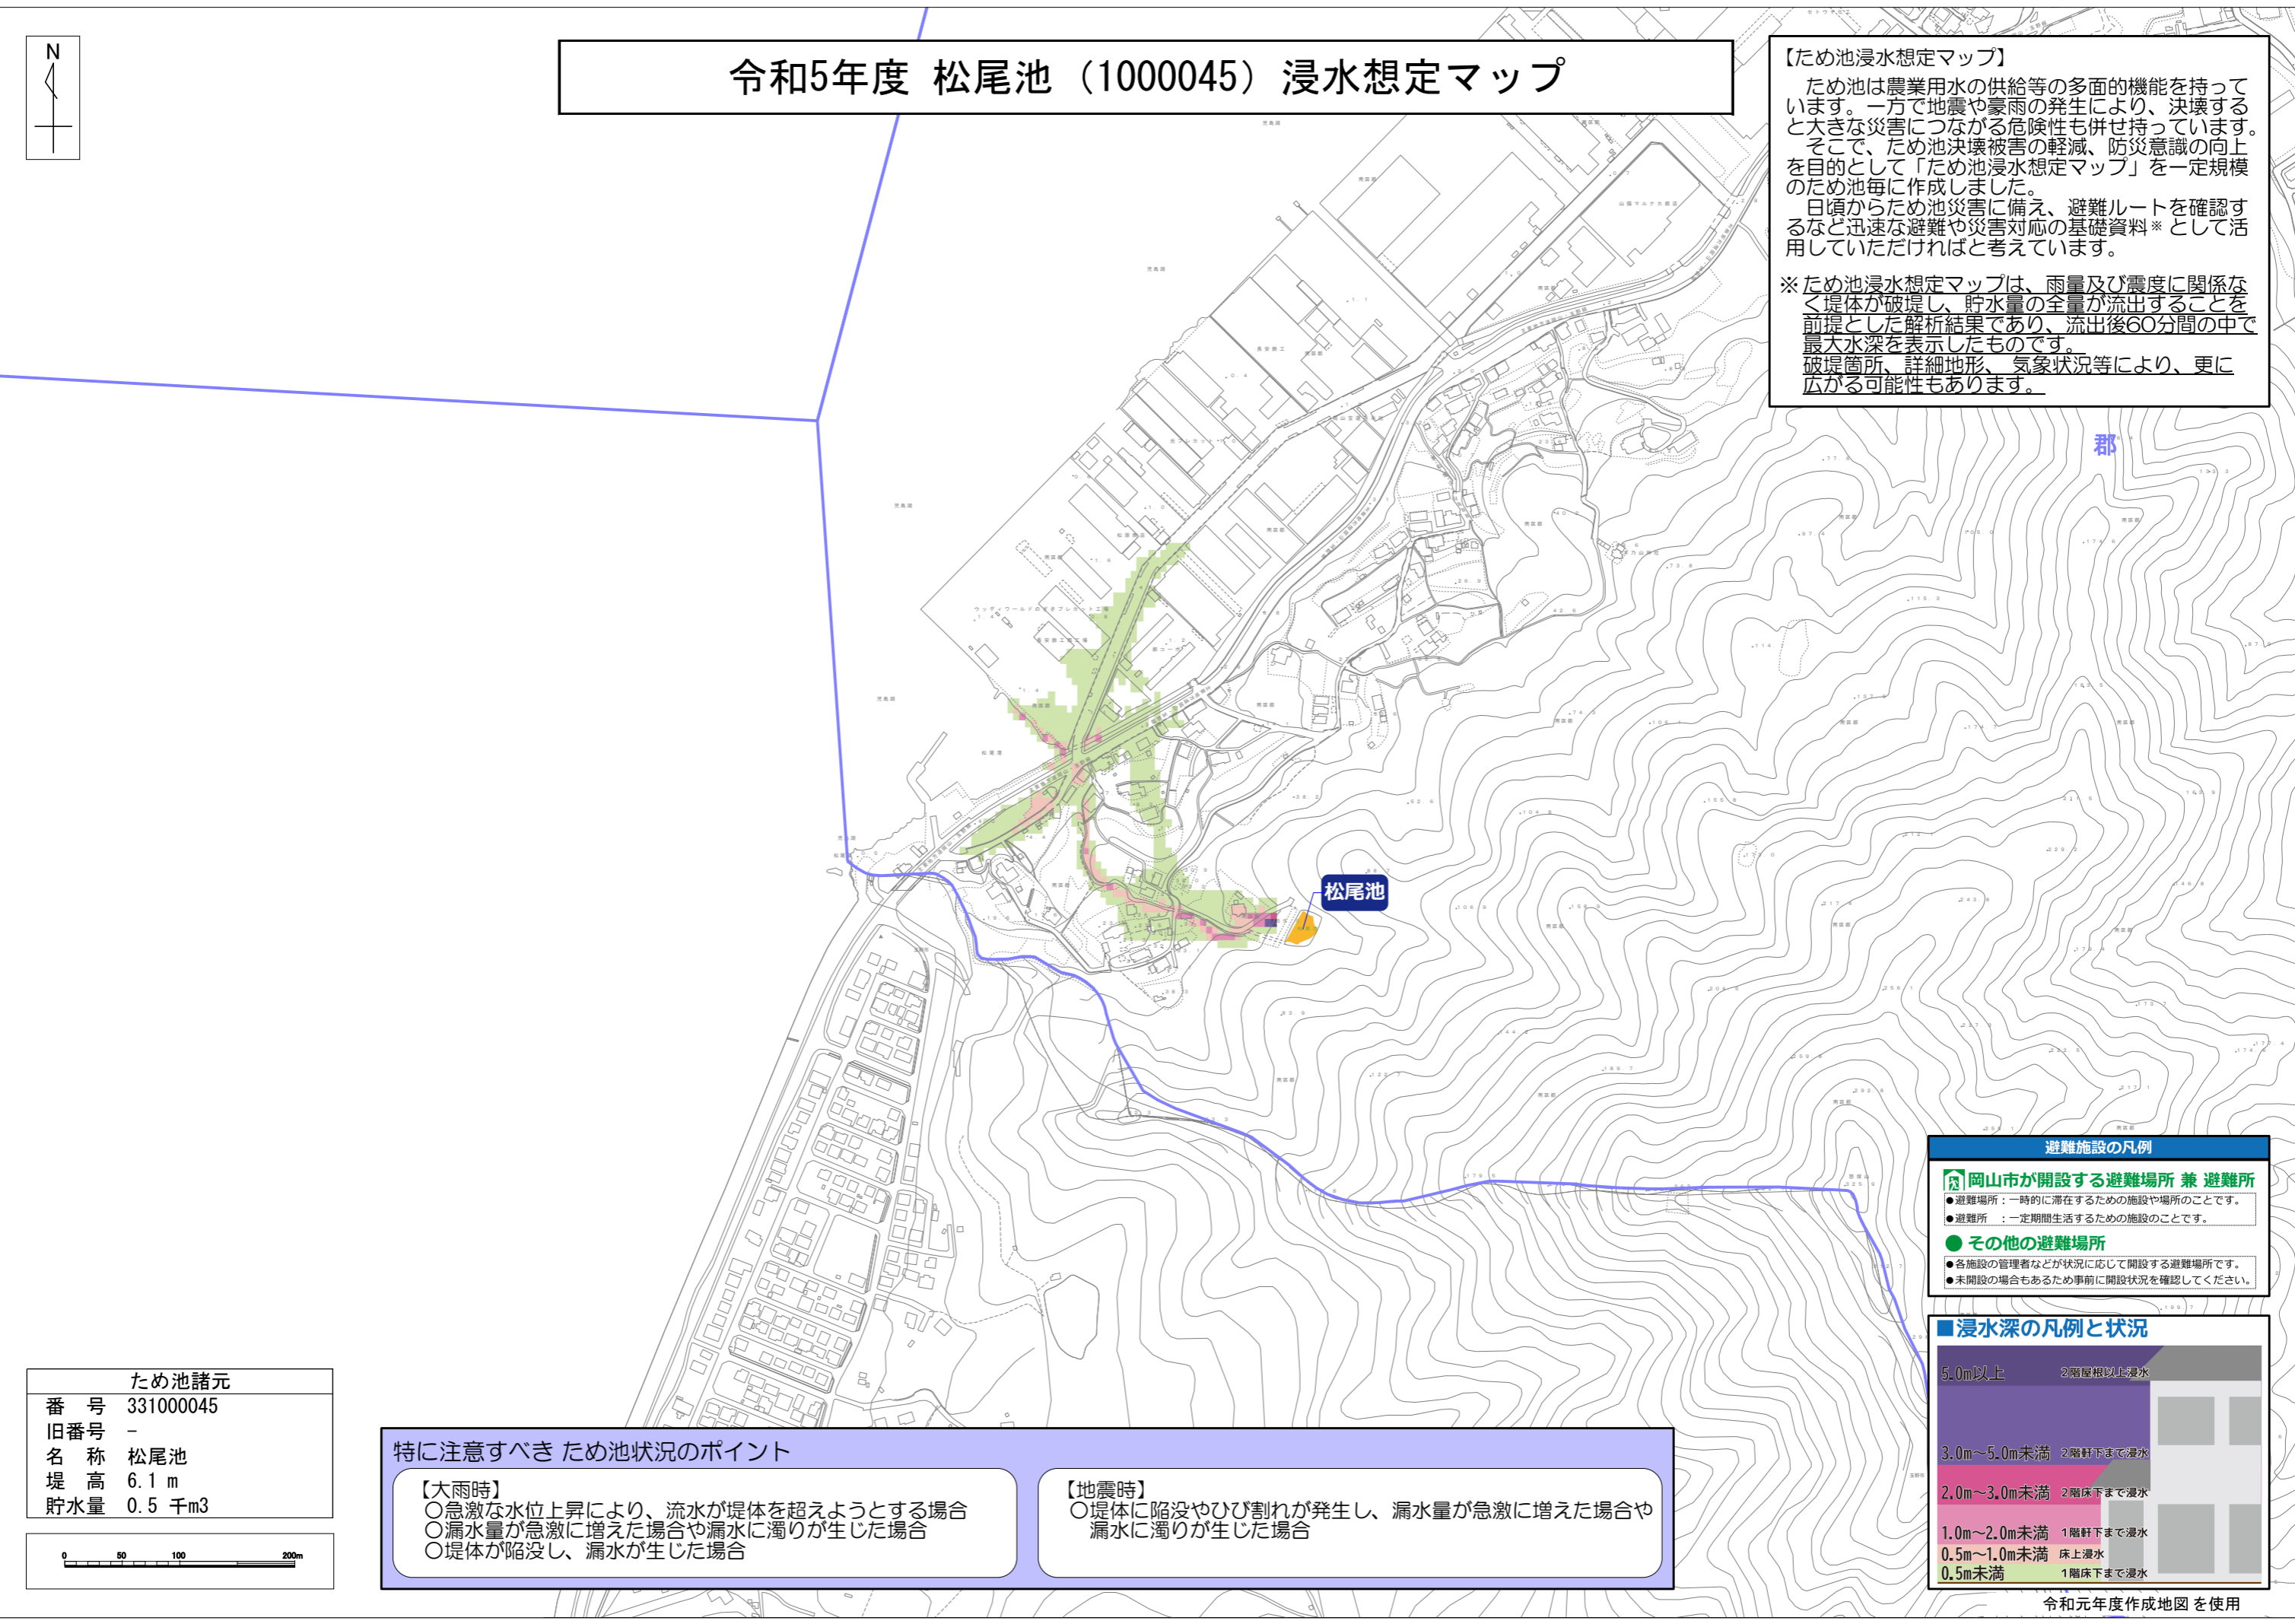 令和5年度 松尾池（1000045）浸水想定マップ
N
【ため池浸水想定マップ】
ため池は農業用水の供給等の多面的機能を持って
います。一方で地震や豪雨の発生により、決壊する
と大きな災害につながる危険性も併せ持っています。
そこで、ため池決壊被害の軽減、防災意識の向上
を目的として「ため池浸水想定マップ」を一定規模
のため池毎に作成しました。
日頃からため池災害に備え、避難ルートを確認す
るなど迅速な避難や災害対応の基礎資料※として活
用していただければと考えています。
※ため池浸水想定マップは、雨量及び震度に関係な
く堤体が破堤し、貯水量の全量が流出することを
前提とした解析結果であり、流出後60分間の中で
最大水深を表示したものです。
破堤箇所、詳細地形、気象状況等により、更に
広がる可能性もあります。
郡
松尾池
避難施設の凡例
岡山市が開設する避難場所 兼 避難所
●避難場所：一時的に滞在するための施設や場所のことです。
●避難所　：一定期間生活するための施設のことです。
● その他の避難場所
●各施設の管理者などが状況に応じて開設する避難場所です。
●未開設の場合もあるため事前に開設状況を確認してください。
■浸水深の凡例と状況
5.0m以上 2階屋根以上浸水
3.0m～5.0m未満 2階軒下まで浸水
2.0m～3.0m未満 2階床下まで浸水
1.0m～2.0m未満 1階軒下まで浸水
0.5m～1.0m未満 床上浸水
0.5m未満 1階床下まで浸水
令和元年度作成地図を使用
ため池諸元
番　号 331000045
旧番号 -
名　称 松尾池
堤　高 6.1 m
貯水量 0.5 千m3
0 50 100 200m
特に注意すべき ため池状況のポイント
【大雨時】
○急激な水位上昇により、流水が堤体を超えようとする場合
○漏水量が急激に増えた場合や漏水に濁りが生じた場合
○堤体が陥没し、漏水が生じた場合
【地震時】
○堤体に陥没やひび割れが発生し、漏水量が急激に増えた場合や
漏水に濁りが生じた場合